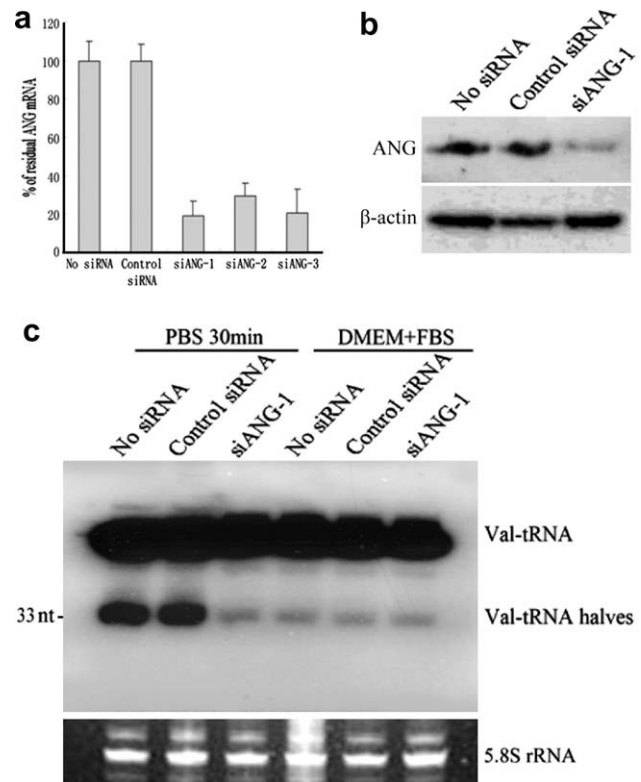 a
% of residual ANG mRNA
120
100
80
60
40
20
0
No siRNA
Control
siRNA
siANG-1
siANG-2
siANG-3
b
No siRNA
Control siRNA
siANG-1
ANG
β-actin
c
PBS 30min
DMEM+FBS
No siRNA
Control siRNA
siANG-1
No siRNA
Control siRNA
siANG-1
Val-tRNA
33 nt-
Val-tRNA halves
5.8S rRNA